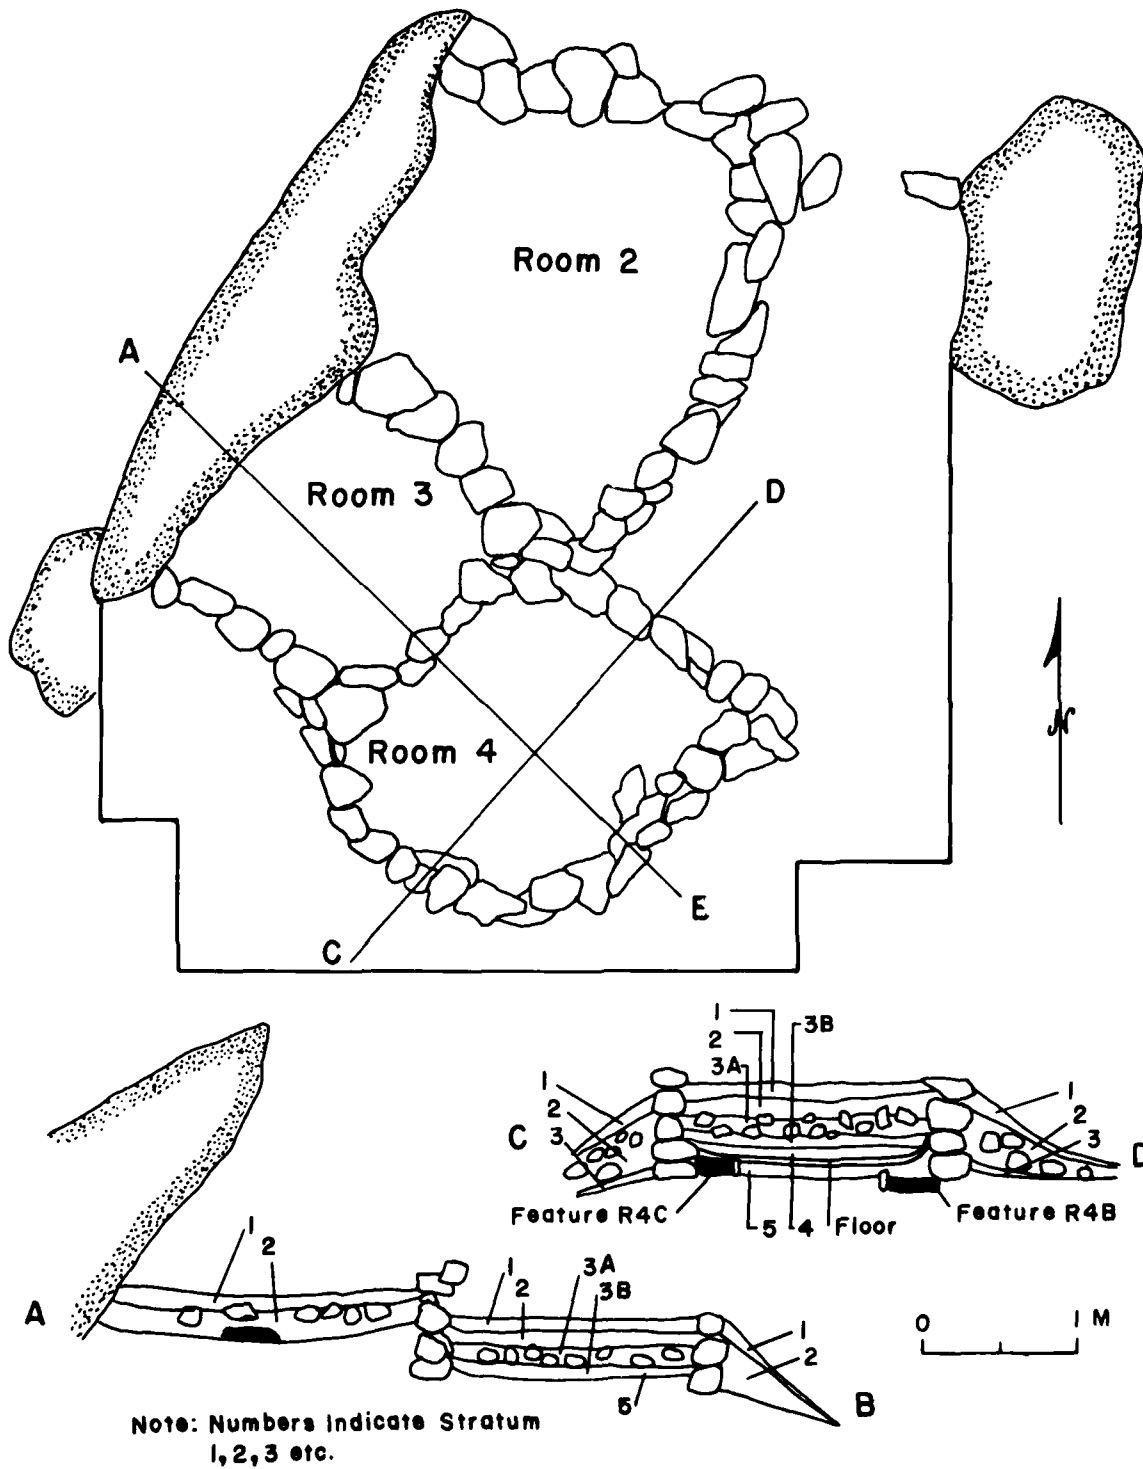 Room 2
A
Room 3
D
N
Room 4
E
C
1
2
3A
3B
1
2
3
C
1
2
3
D
Feature R4C
5
4
Floor
Feature R4B
1
2
A
1
2
3A
3B
5
1
2
B
0
1 M
Note: Numbers Indicate Stratum
1, 2, 3 etc.